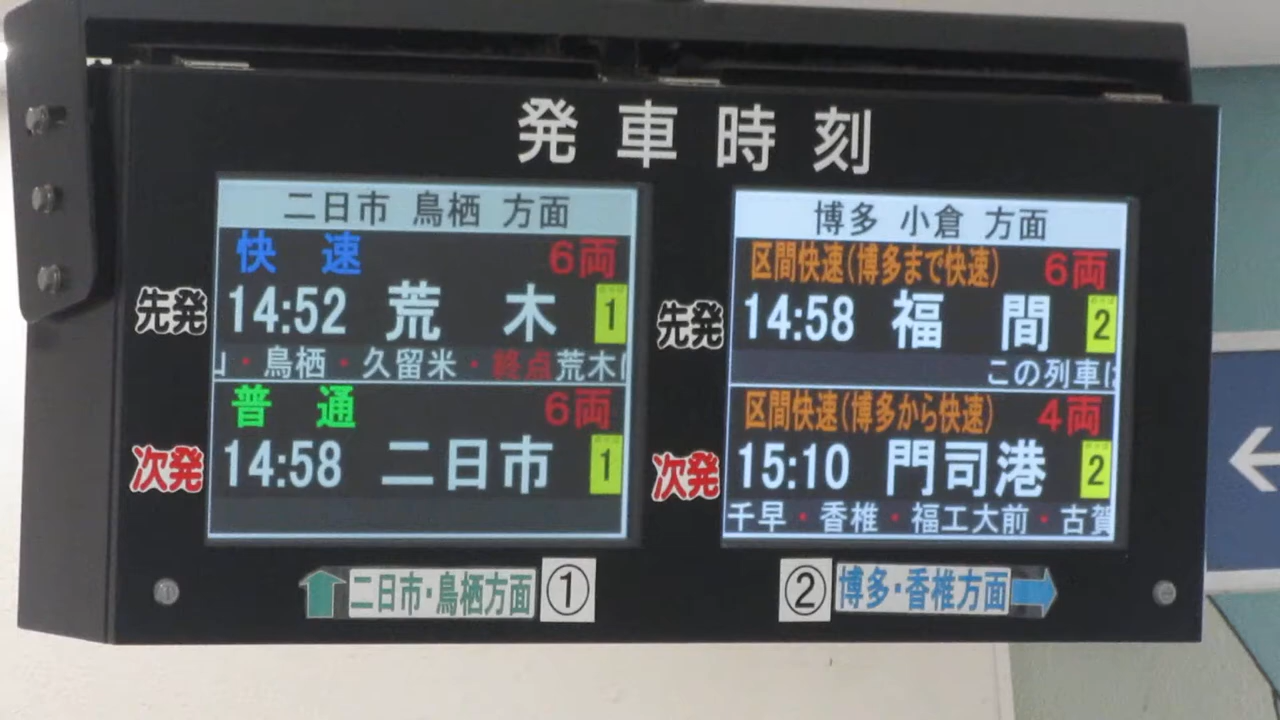 発車時刻
二日市 鳥栖 方面
快速 6両
先発 14:52 荒木 1
・鳥栖・久留米・終点荒木
普通 6両
次発 14:58 二日市 1
博多 小倉 方面
区間快速(博多まで快速) 6両
先発 14:58 福間 2
この列車は
区間快速(博多から快速) 4両
次発 15:10 門司港 2
千早・香椎・福工大前・古賀
二日市・鳥栖方面 ①
② 博多・香椎方面